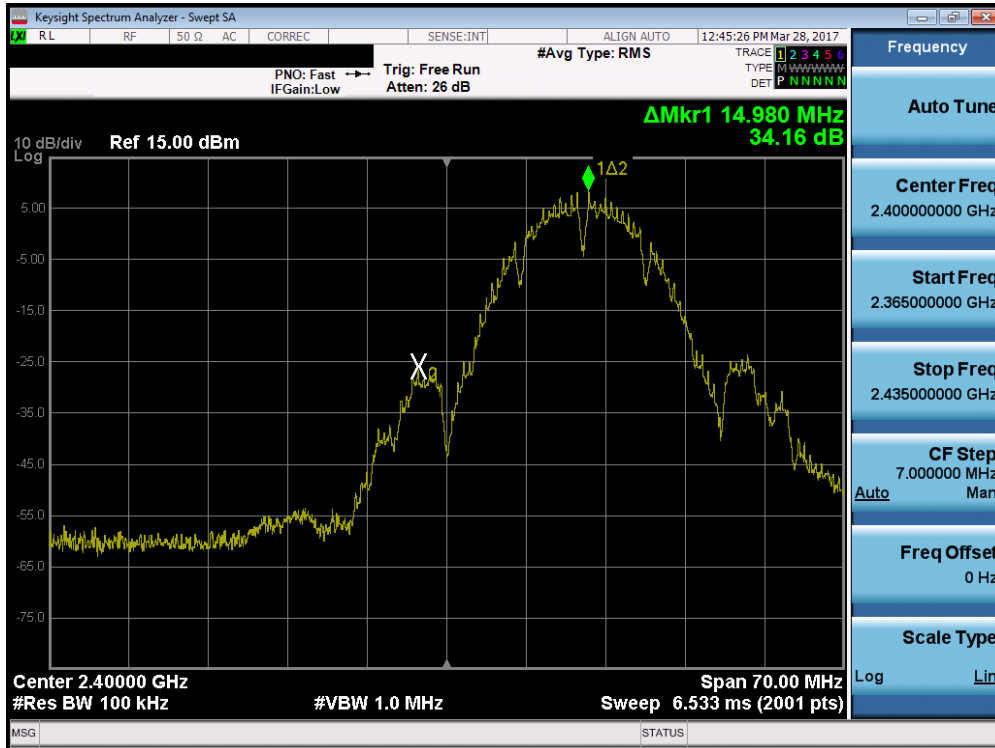 Keysight Spectrum Analyzer - Swept SA
LXI RL RF 50 Ω AC CORREC SENSE:INT ALIGN AUTO 12:45:26 PM Mar 28, 2017
#Avg Type: RMS
TRACE 1 2 3 4 5 6
TYPE M WWWWW
DET P N N N N N
PNO: Fast Trig: Free Run
IFGain:Low Atten: 26 dB
ΔMkr1 14.980 MHz
34.16 dB
10 dB/div Ref 15.00 dBm
Log
1Δ2
5.00
-5.00
-15.0
-25.0
X2
-35.0
-45.0
-55.0
-65.0
-75.0
Center 2.40000 GHz Span 70.00 MHz
#Res BW 100 kHz #VBW 1.0 MHz Sweep 6.533 ms (2001 pts)
MSG STATUS
Frequency
Auto Tune
Center Freq
2.400000000 GHz
Start Freq
2.365000000 GHz
Stop Freq
2.435000000 GHz
CF Step
7.000000 MHz
Auto Man
Freq Offset
0 Hz
Scale Type
Log Lin